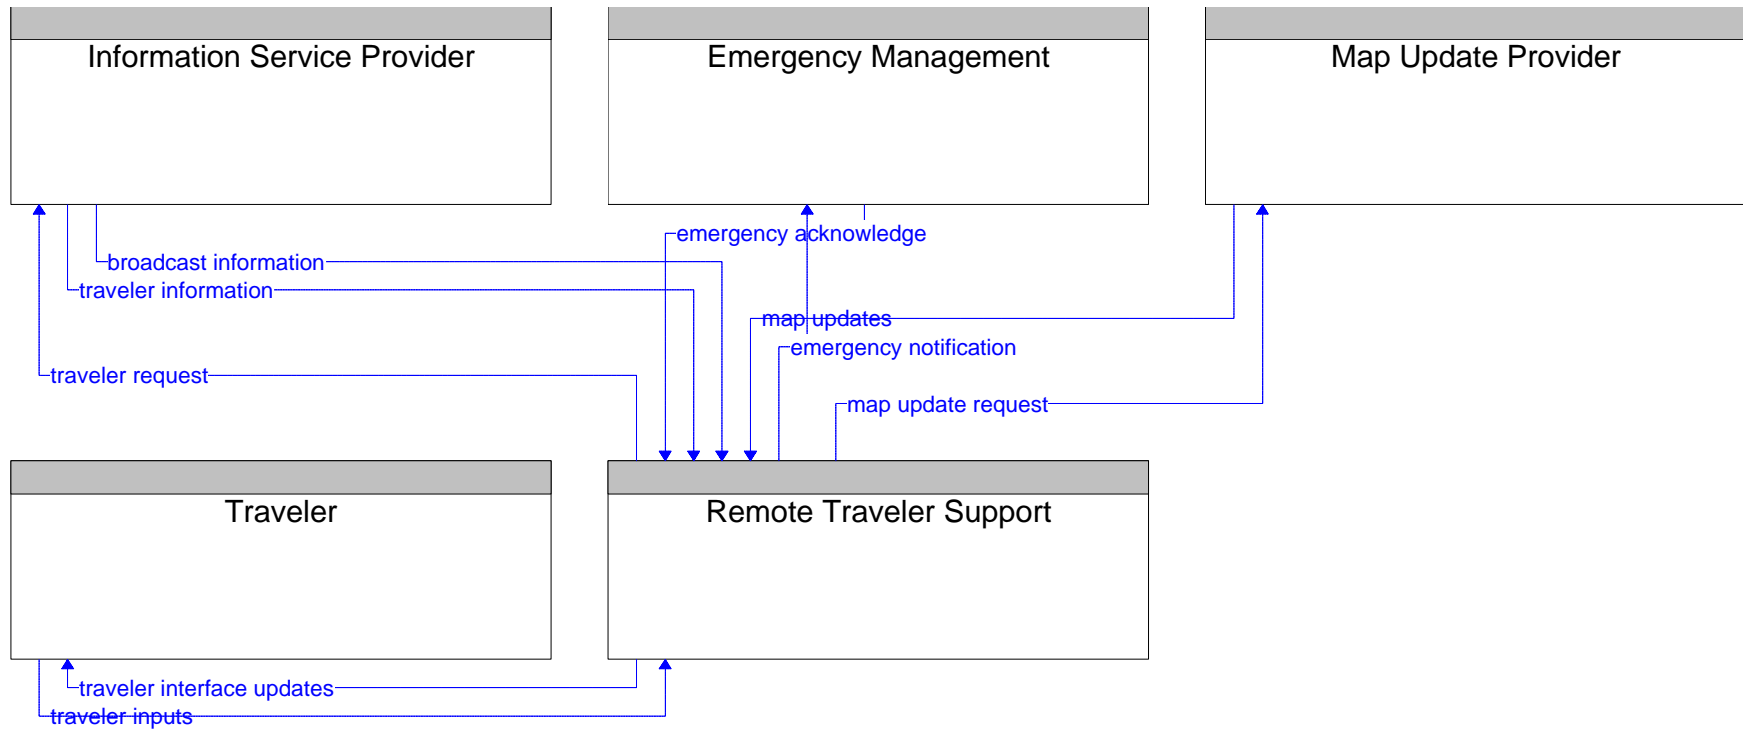 Information Service Provider
Emergency Management
Map Update Provider
emergency acknowledge
broadcast information
traveler information
map updates
emergency notification
traveler request
map update request
Traveler
Remote Traveler Support
traveler interface updates
traveler inputs